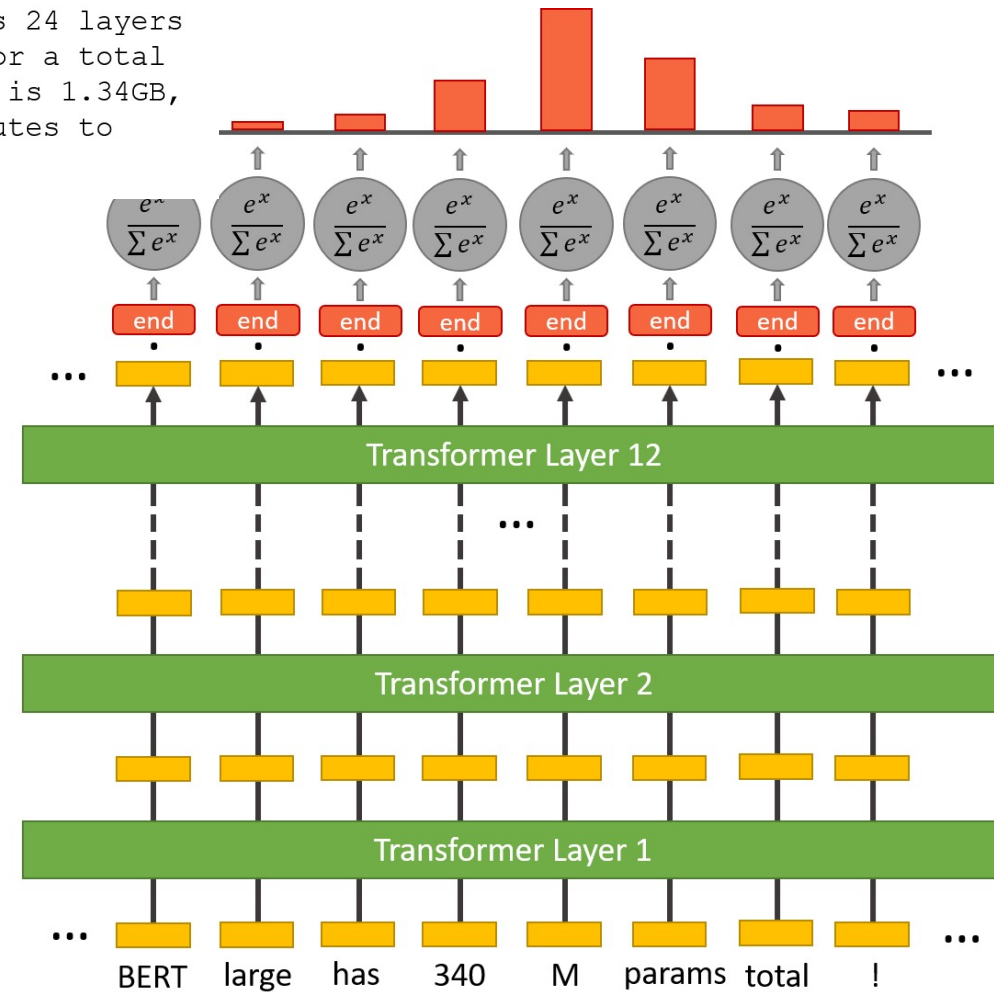 s 24 layers
or a total
is 1.34GB,
utes to
e^x e^x e^x e^x e^x e^x e^x e^x
∑ e^x ∑ e^x ∑ e^x ∑ e^x ∑ e^x ∑ e^x ∑ e^x ∑ e^x
end end end end end end end end
... ...
Transformer Layer 12
...
Transformer Layer 2
Transformer Layer 1
... ...
BERT large has 340 M params total !